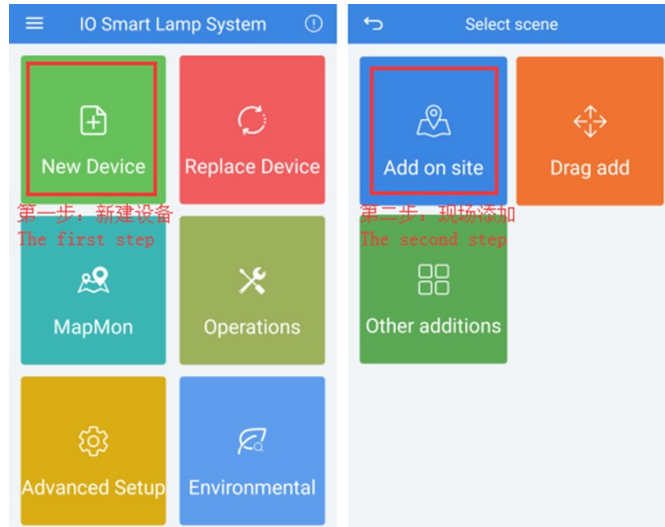 IO Smart Lamp System
New Device
Replace Device
第一步：新建设备
The first step
MapMon
Operations
Advanced Setup
Environmental
Select scene
Add on site
Drag add
第二步：现场添加
The second step
Other additions